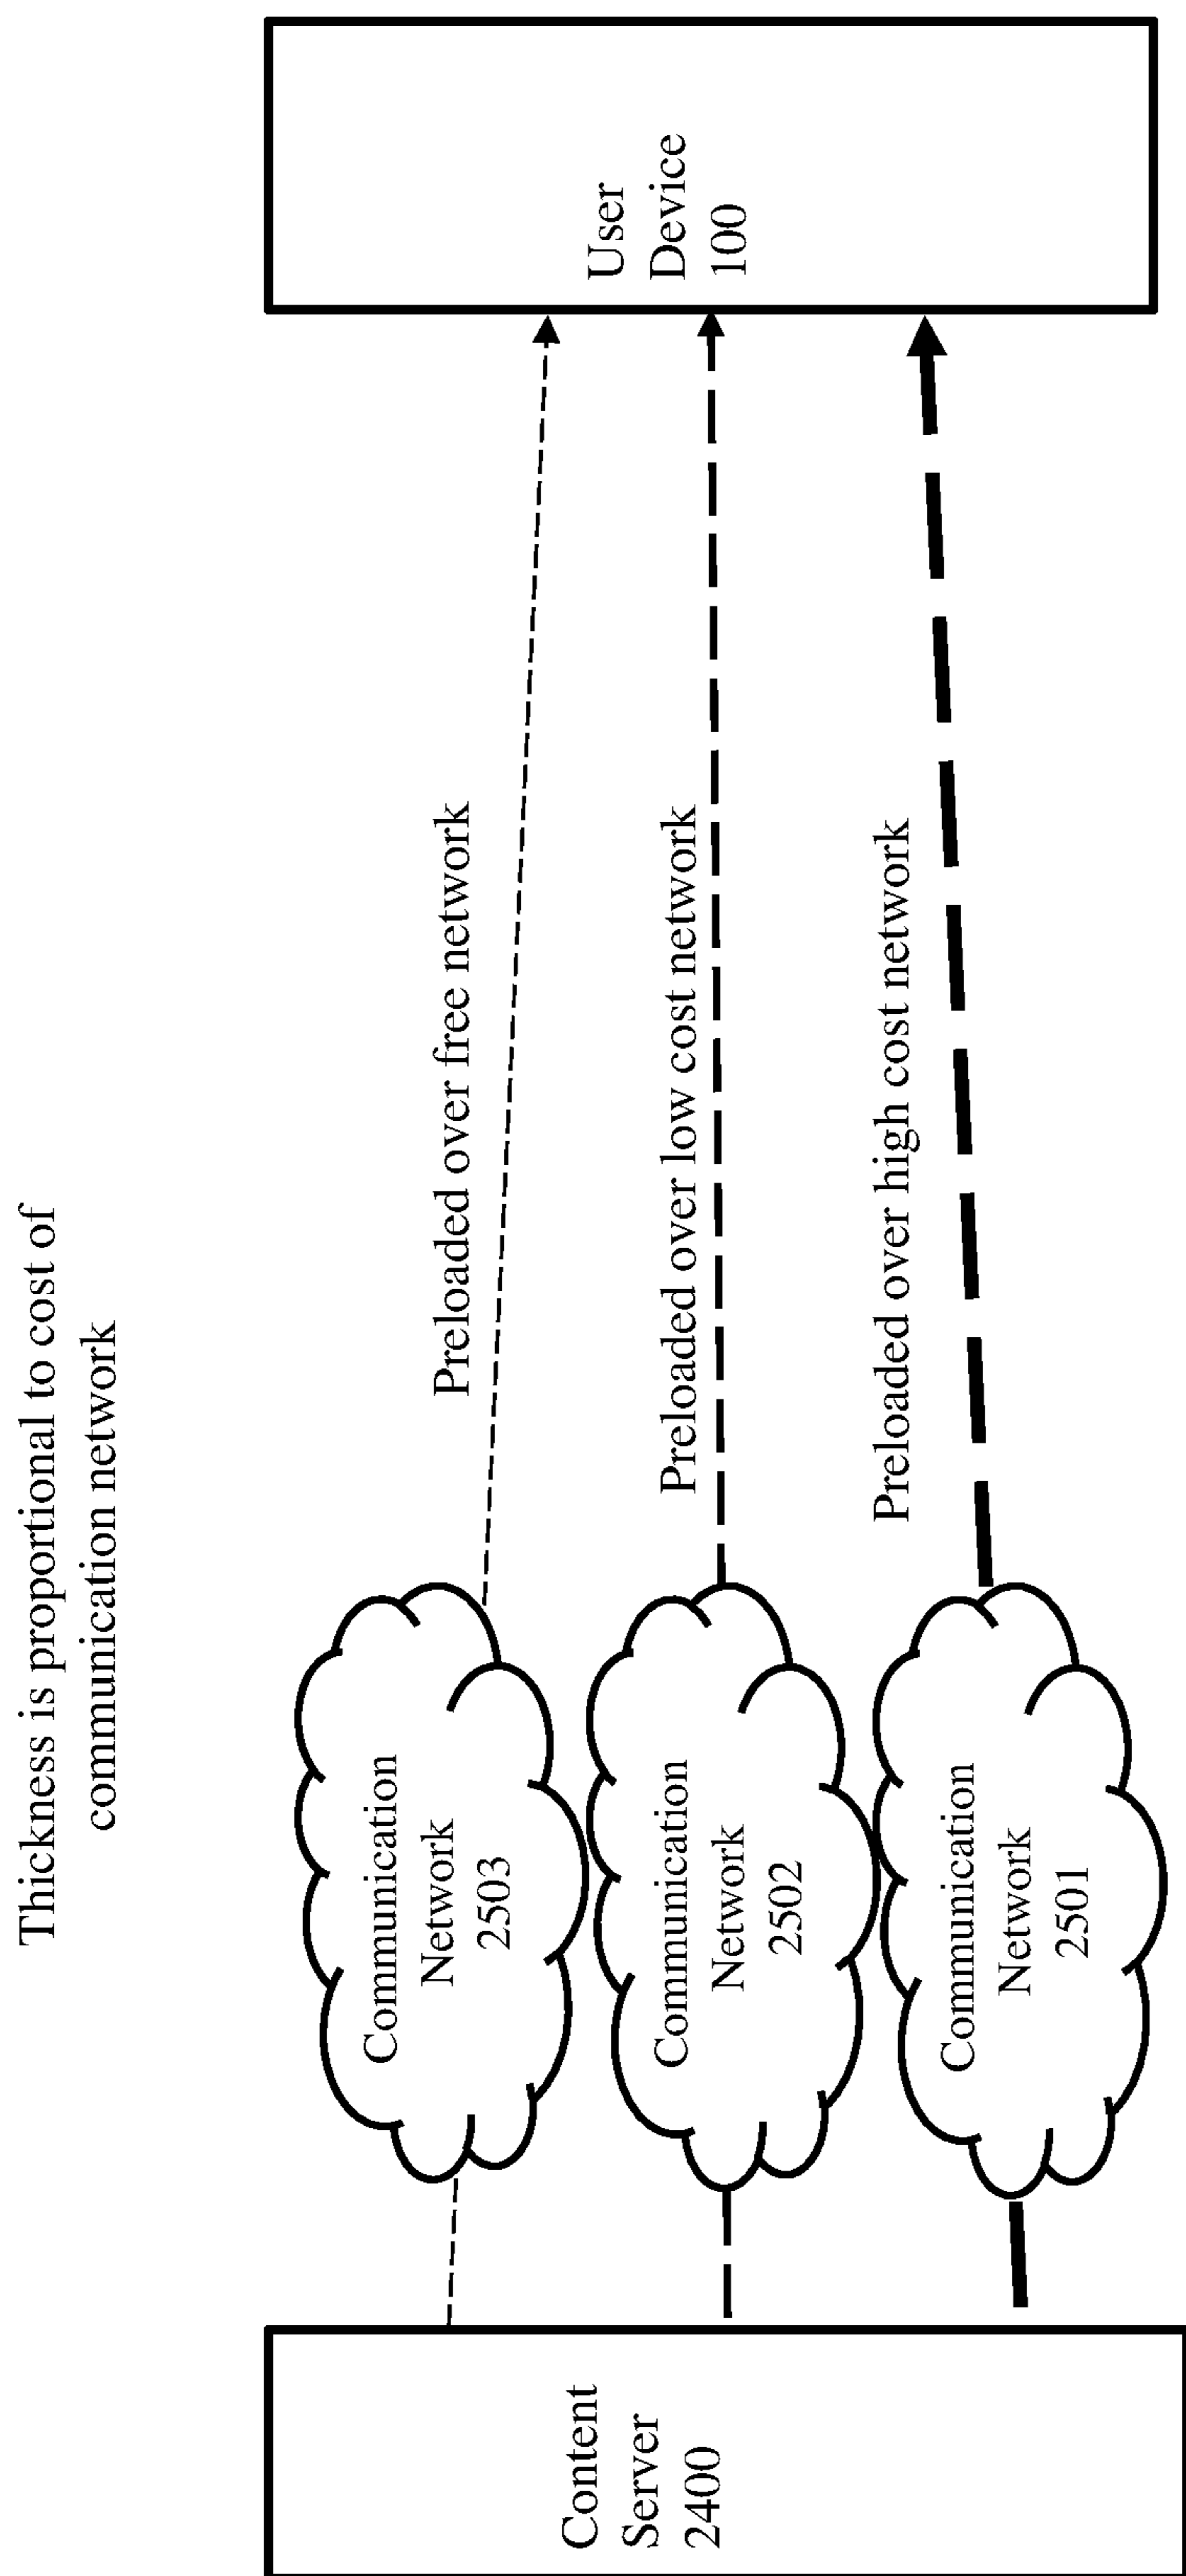 Thickness is proportional to cost of
communication network
Content
Server
2400
Communication
Network
2503
Communication
Network
2502
Communication
Network
2501
Preloaded over free network
Preloaded over low cost network
Preloaded over high cost network
User
Device
100